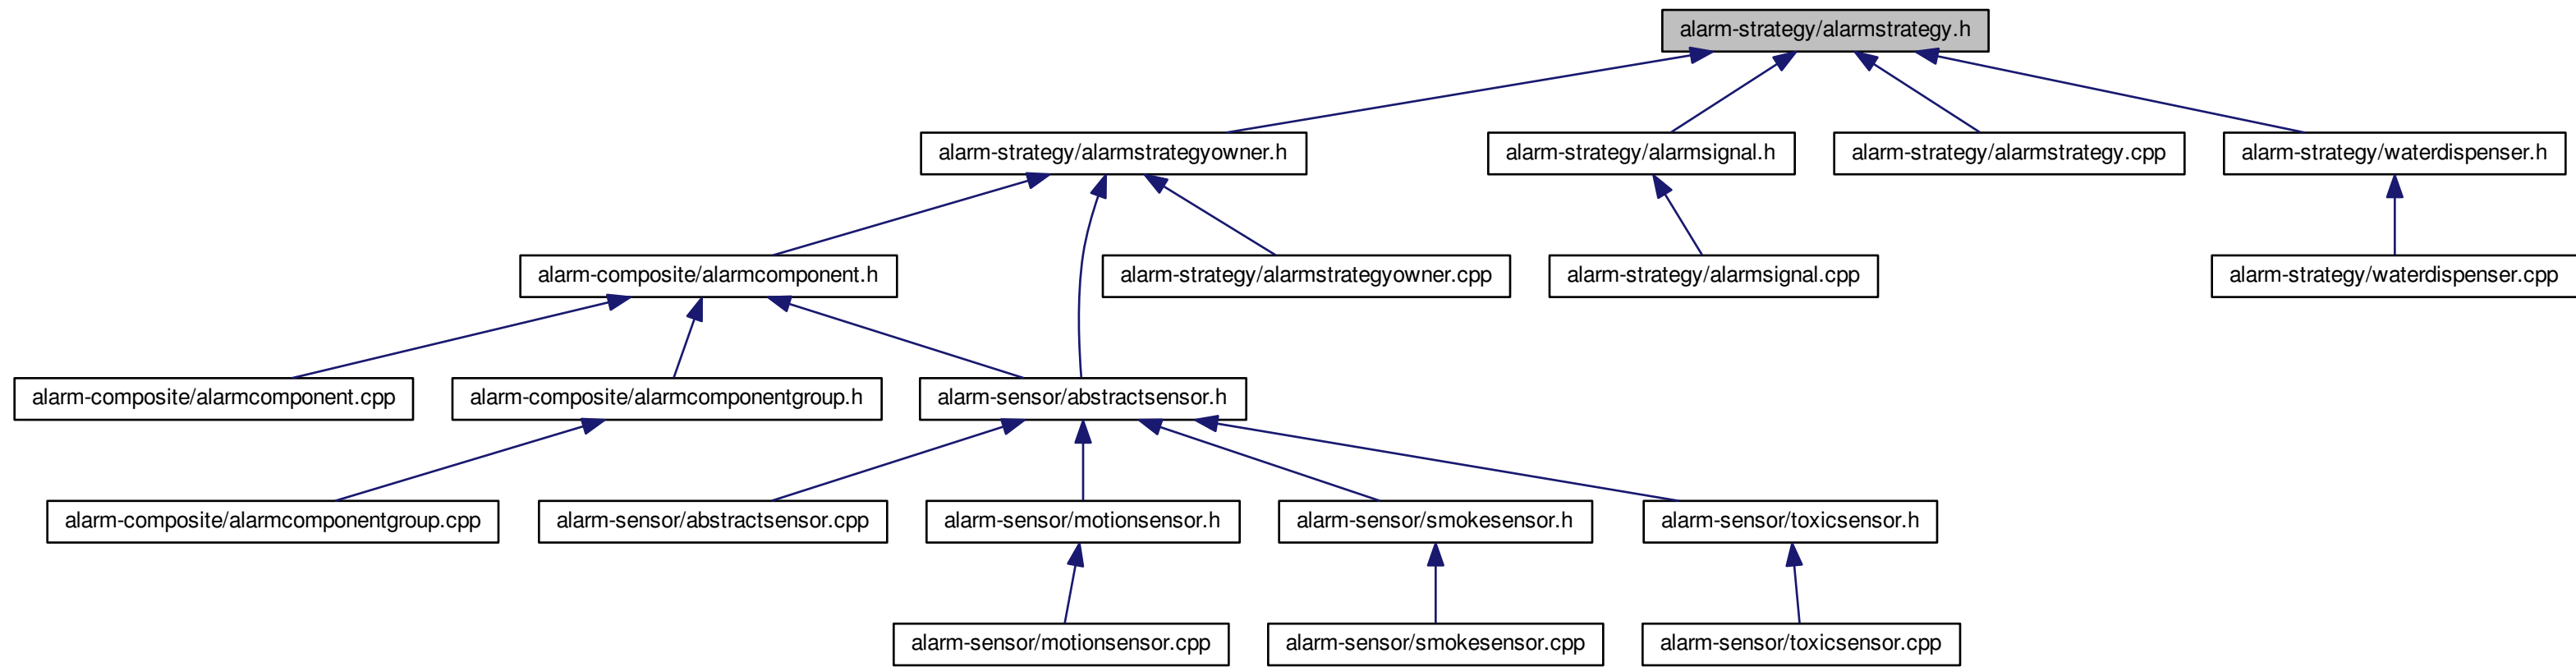 alarm-strategy/alarmstrategy.h
alarm-strategy/alarmstrategyowner.h
alarm-strategy/alarmsignal.h
alarm-strategy/alarmstrategy.cpp
alarm-strategy/waterdispenser.h
alarm-composite/alarmcomponent.h
alarm-strategy/alarmstrategyowner.cpp
alarm-strategy/alarmsignal.cpp
alarm-strategy/waterdispenser.cpp
alarm-composite/alarmcomponent.cpp
alarm-composite/alarmcomponentgroup.h
alarm-sensor/abstractsensor.h
alarm-composite/alarmcomponentgroup.cpp
alarm-sensor/abstractsensor.cpp
alarm-sensor/motionsensor.h
alarm-sensor/smokesensor.h
alarm-sensor/toxicsensor.h
alarm-sensor/motionsensor.cpp
alarm-sensor/smokesensor.cpp
alarm-sensor/toxicsensor.cpp